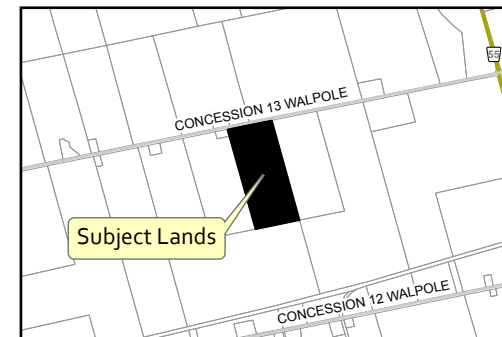 55
CONCESSION 13 WALPOLE
Subject Lands
CONCESSION 12 WALPOLE